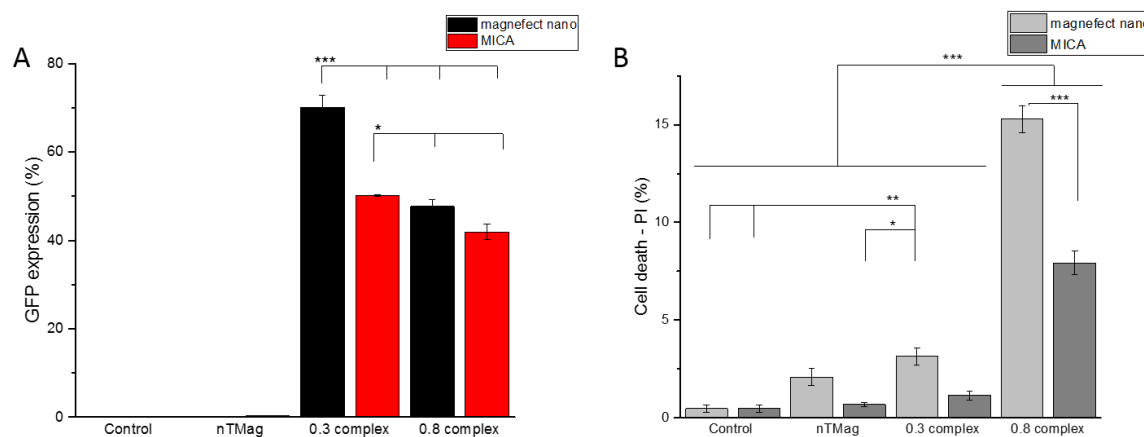 A
magnefect nano
MICA
***
*
GFP expression (%)
80
60
40
20
0
Control nTMag 0.3 complex 0.8 complex
B
magnefect nano
MICA
***
***
**
*
Cell death - PI (%)
15
10
5
0
Control nTMag 0.3 complex 0.8 complex